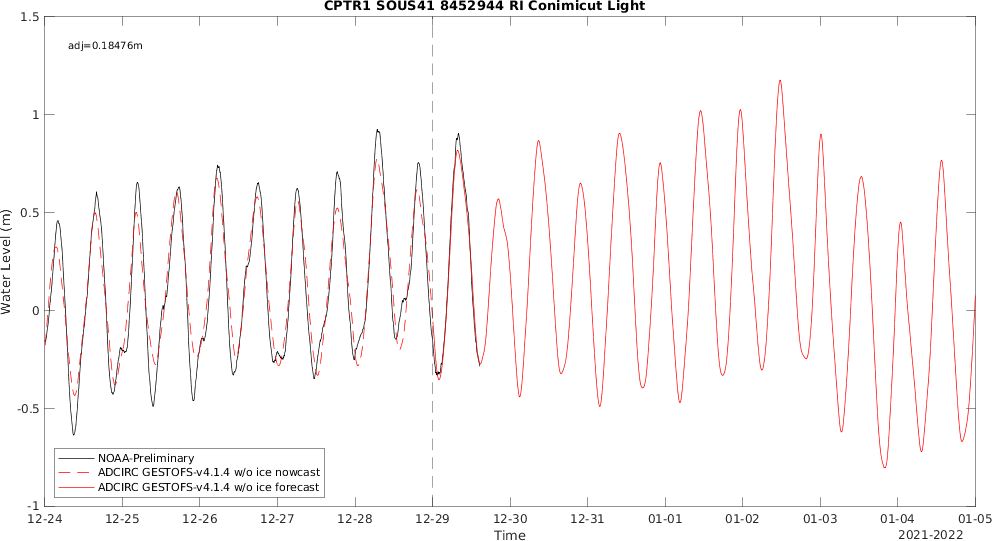 CPTR1 SOUS41 8452944 RI Conimicut Light
adj=0.18476m
1.5
1
0.5
0
-0.5
-1
Water Level (m)
NOAA-Preliminary
ADCIRC GESTOFS-v4.1.4 w/o ice nowcast
ADCIRC GESTOFS-v4.1.4 w/o ice forecast
12-24 12-25 12-26 12-27 12-28 12-29 12-30 12-31 01-01 01-02 01-03 01-04 01-05
Time
2021-2022